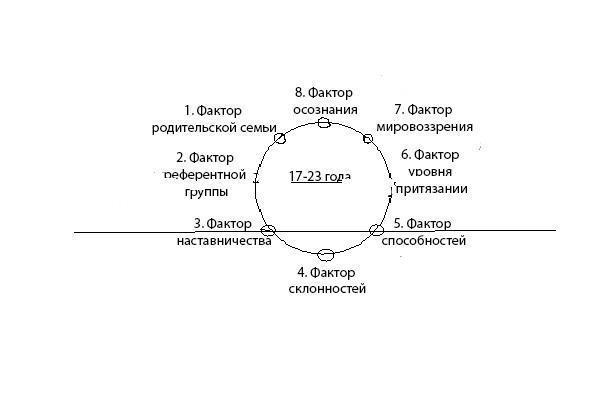 8. Фактор
осознания
1. Фактор
родительской семьи
7. Фактор
мировоззрения
2. Фактор
референтной
группы
17-23 года
6. Фактор
уровня
притязании
3. Фактор
наставничества
5. Фактор
способностей
4. Фактор
склонностей